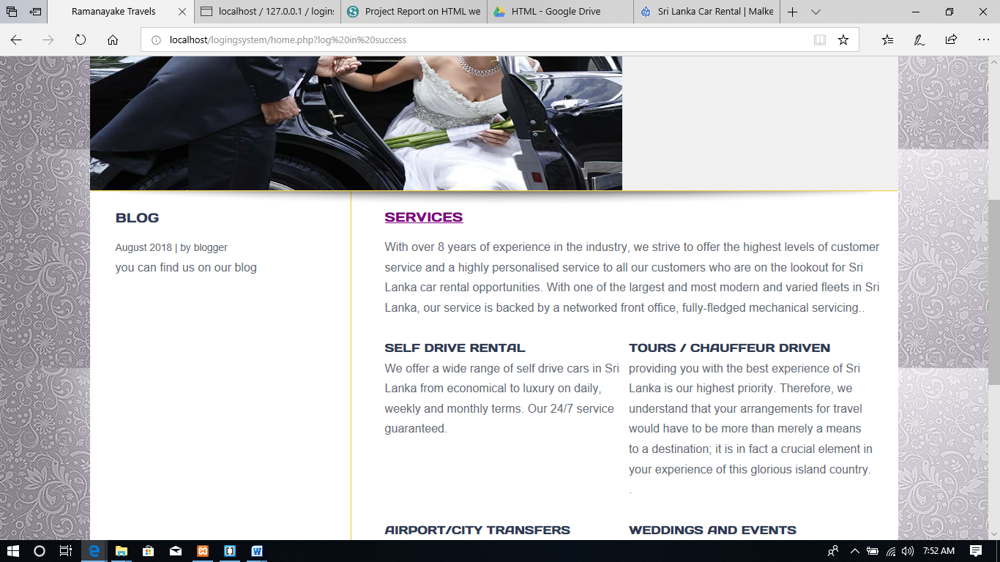 Ramanayake Travels
localhost / 127.0.0.1 / logins
Project Report on HTML we
HTML - Google Drive
Sri Lanka Car Rental | Malke
localhost/logingsystem/home.php?log%20in%20success
BLOG
August 2018 | by blogger
you can find us on our blog
SERVICES
With over 8 years of experience in the industry, we strive to offer the highest levels of customer
service and a highly personalised service to all our customers who are on the lookout for Sri
Lanka car rental opportunities. With one of the largest and most modern and varied fleets in Sri
Lanka, our service is backed by a networked front office, fully-fledged mechanical servicing..
SELF DRIVE RENTAL
We offer a wide range of self drive cars in Sri
Lanka from economical to luxury on daily,
weekly and monthly terms. Our 24/7 service
guaranteed.
TOURS / CHAUFFEUR DRIVEN
providing you with the best experience of Sri
Lanka is our highest priority. Therefore, we
understand that your arrangements for travel
would have to be more than merely a means
to a destination; it is in fact a crucial element in
your experience of this glorious island country.
.
AIRPORT/CITY TRANSFERS
WEDDINGS AND EVENTS
7:52 AM